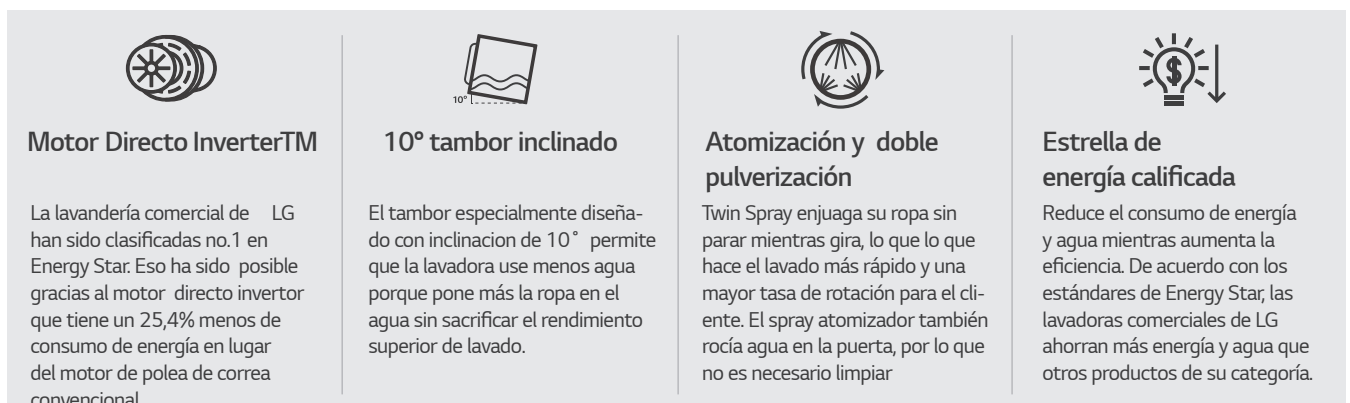 10°
Motor Directo InverterTM
La lavandería comercial de LG
han sido clasificadas no.1 en
Energy Star. Eso ha sido posible
gracias al motor directo invertor
que tiene un 25,4% menos de
consumo de energía en lugar
del motor de polea de correa
convencional
10° tambor inclinado
El tambor especialmente diseña-
do con inclinacion de 10° permite
que la lavadora use menos agua
porque pone más la ropa en el
agua sin sacrificar el rendimiento
superior de lavado.
Atomización y doble
pulverización
Twin Spray enjuaga su ropa sin
parar mientras gira, lo que lo que
hace el lavado más rápido y una
mayor tasa de rotación para el cli-
ente. El spray atomizador también
rocía agua en la puerta, por lo que
no es necesario limpiar
$
Estrella de
energía calificada
Reduce el consumo de energía
y agua mientras aumenta la
eficiencia. De acuerdo con los
estándares de Energy Star, las
lavadoras comerciales de LG
ahorran más energía y agua que
otros productos de su categoría.